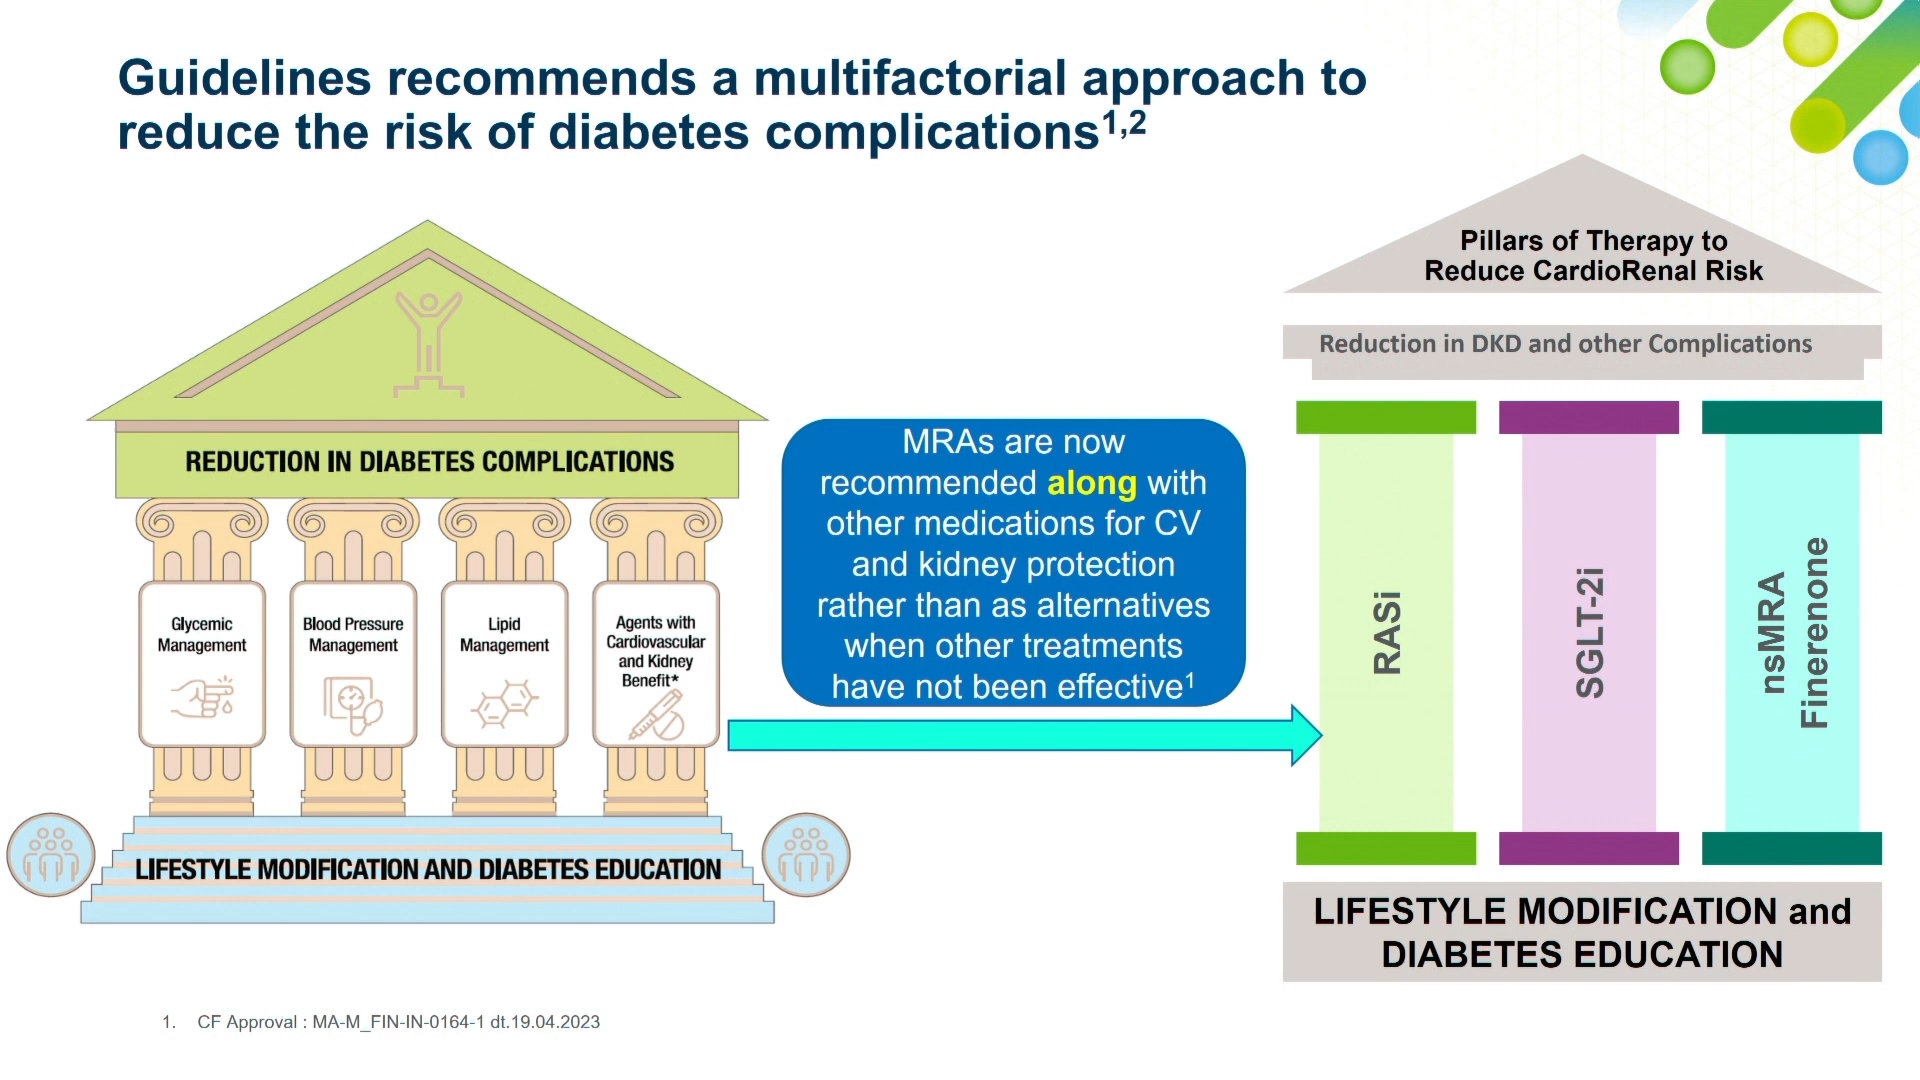 Guidelines recommends a multifactorial approach to
reduce the risk of diabetes complications1,2
REDUCTION IN DIABETES COMPLICATIONS
Glycemic
Management
Blood Pressure
Management
Lipid
Management
Agents with
Cardiovascular
and Kidney
Benefit*
LIFESTYLE MODIFICATION AND DIABETES EDUCATION
MRAs are now
recommended along with
other medications for CV
and kidney protection
rather than as alternatives
when other treatments
have not been effective1
Pillars of Therapy to
Reduce CardioRenal Risk
Reduction in DKD and other Complications
RASi
SGLT-2i
nsMRA
Finerenone
LIFESTYLE MODIFICATION and
DIABETES EDUCATION
1. CF Approval : MA-M_FIN-IN-0164-1 dt.19.04.2023